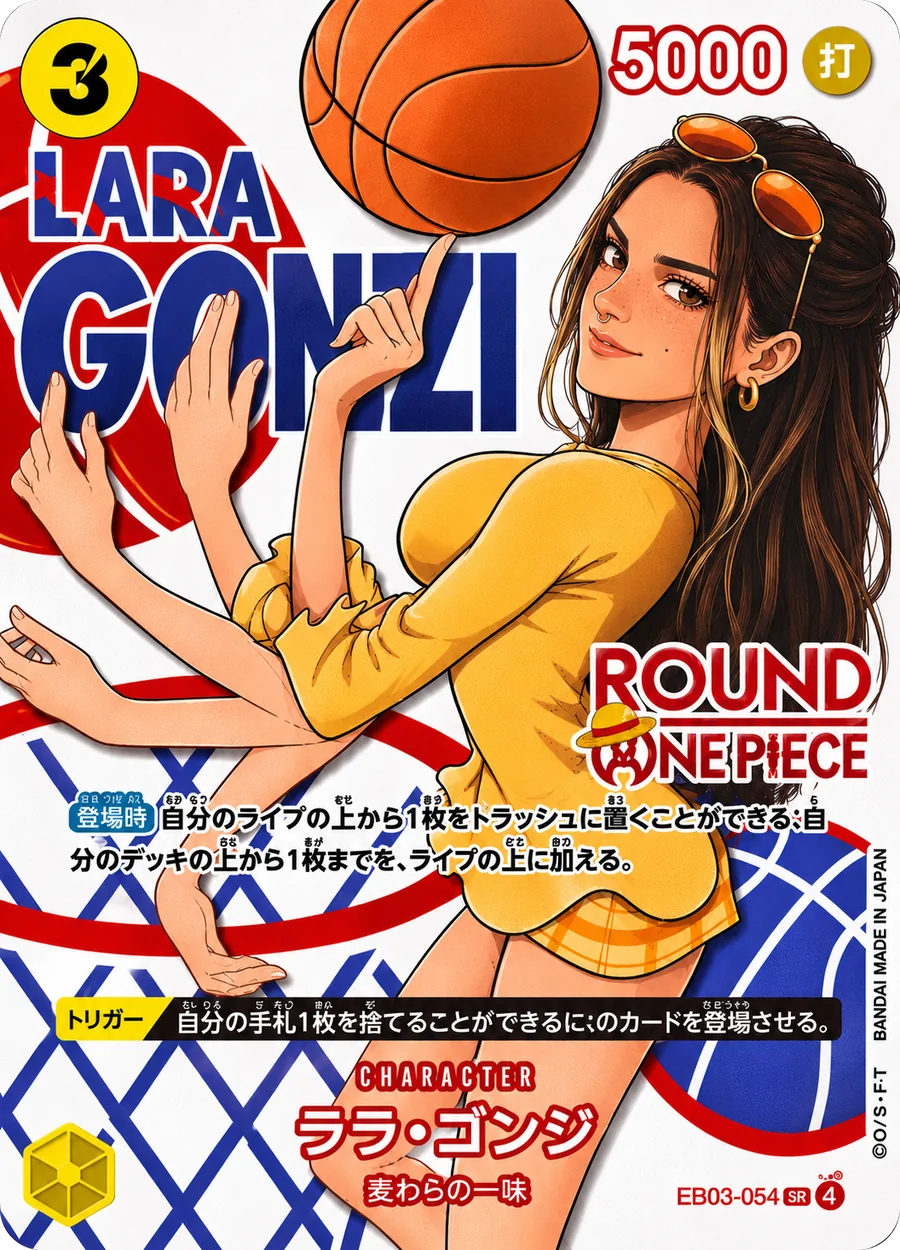 3
5000
打
LARA
GONZI
ROUND
ONE PIECE
登場時 自分のライブの上から1枚をトラッシュに置くことができる:自
分のデッキの上から1枚までを、ライブの上に加える。
トリガー 自分の手札1枚を捨てることができるに:のカードを登場させる。
CHARACTER
ララ・ゴンジ
麦わらの一味
EB03-054 SR 4
©O/S・F・T BANDAI MADE IN JAPAN